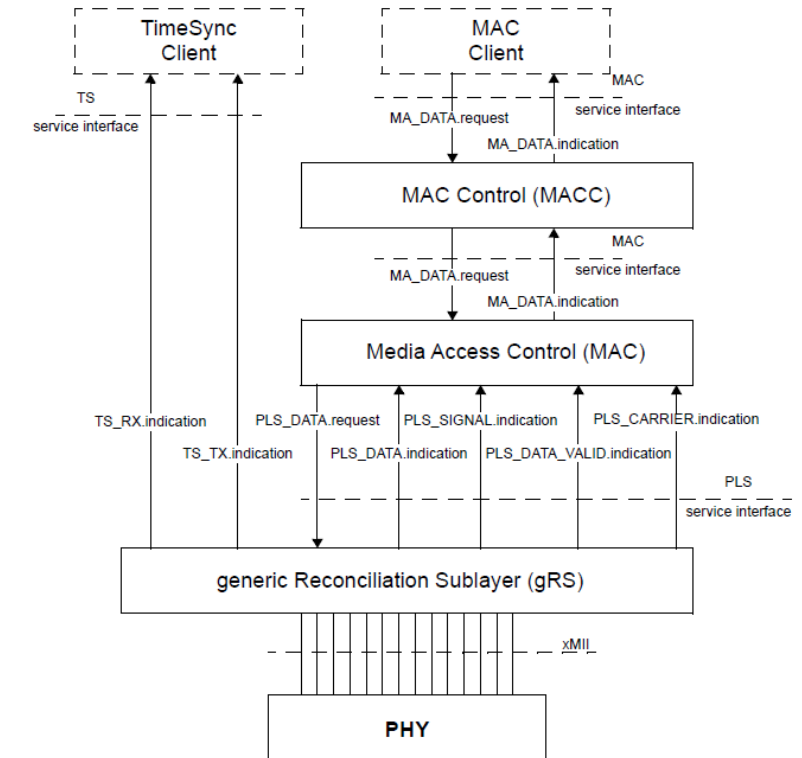 TimeSync
Client
MAC
Client
TS
service interface
MAC
service interface
MA_DATA.request
MA_DATA.indication
MAC Control (MACC)
MAC
service interface
MA_DATA.request
MA_DATA.indication
Media Access Control (MAC)
TS_RX.indication
PLS_DATA.request
PLS_SIGNAL.indication
PLS_CARRIER.indication
TS_TX.indication
PLS_DATA.indication
PLS_DATA_VALID.indication
PLS
service interface
generic Reconciliation Sublayer (gRS)
xMII
PHY